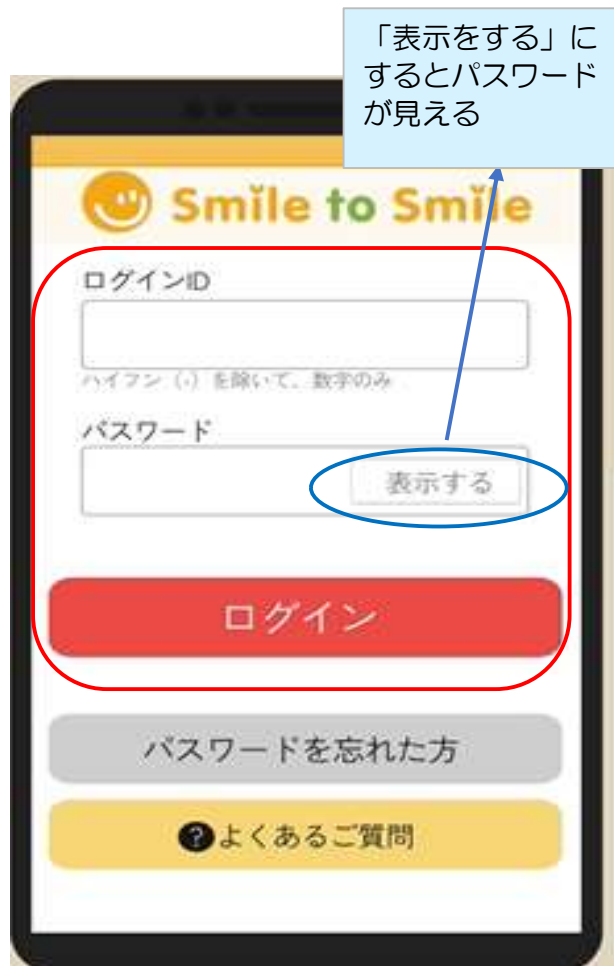 「表示をする」に
するとパスワード
が見える
Smile to Smile
ログインID
ハイフン（-）を除いて、数字のみ
パスワード
表示する
ログイン
パスワードを忘れた方
?よくあるご質問